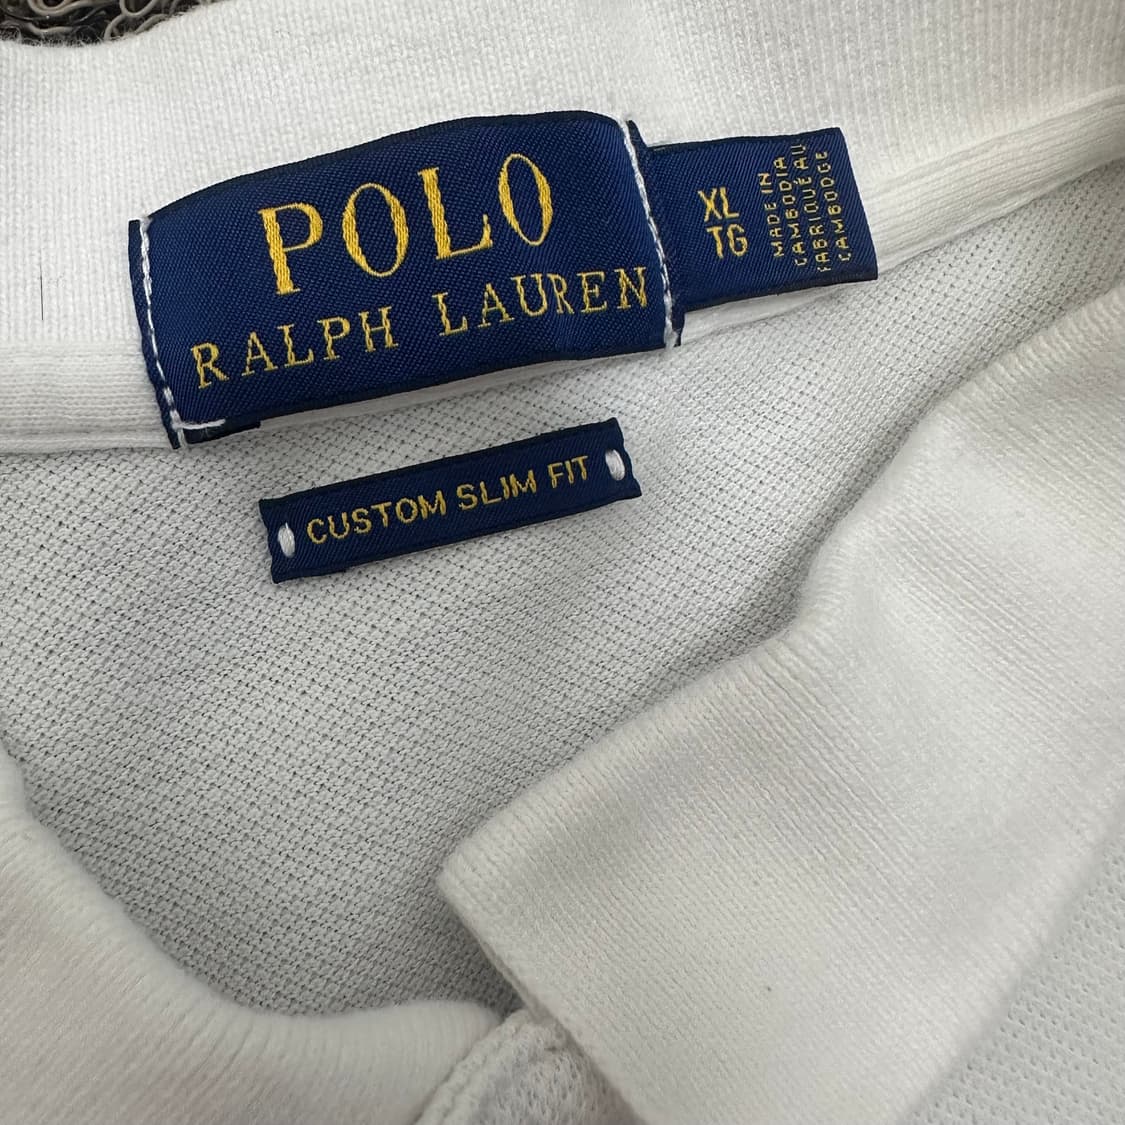 POLO
RALPH LAUREN
XL
TG
MADE IN
CAMBODIA
FABRIQUÉ AU
CAMBODGE
CUSTOM SLIM FIT